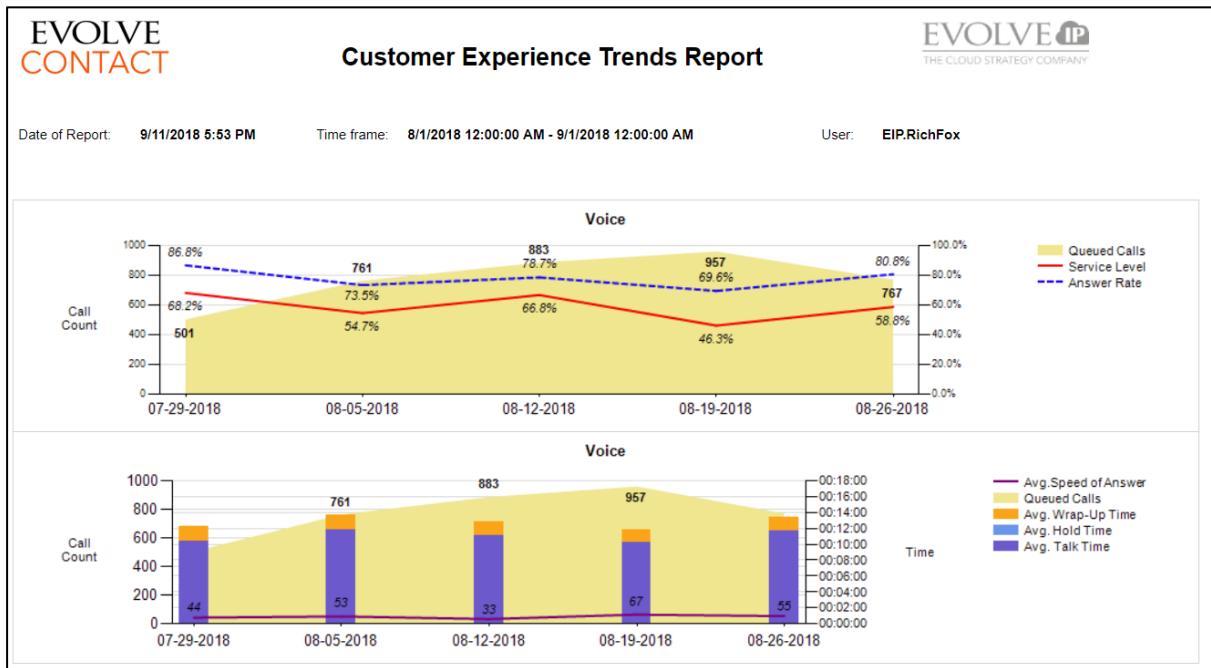 EVOLVE
CONTACT
Customer Experience Trends Report
EVOLVE IP
THE CLOUD STRATEGY COMPANY
Date of Report: 9/11/2018 5:53 PM Time frame: 8/1/2018 12:00:00 AM - 9/1/2018 12:00:00 AM User: EIP.RichFox
Voice
Call
Count
1000
800
600
400
200
0
86.8%
68.2%
501
761
73.5%
54.7%
883
78.7%
66.8%
957
69.6%
46.3%
80.8%
767
58.8%
100.0%
80.0%
60.0%
40.0%
20.0%
0.0%
07-29-2018 08-05-2018 08-12-2018 08-19-2018 08-26-2018
Queued Calls
Service Level
Answer Rate
Voice
Call
Count
1000
800
600
400
200
0
761
883
957
44
53
33
67
55
00:18:00
00:16:00
00:14:00
00:12:00
00:10:00
00:08:00
00:06:00
00:04:00
00:02:00
00:00:00
Time
07-29-2018 08-05-2018 08-12-2018 08-19-2018 08-26-2018
Avg.Speed of Answer
Queued Calls
Avg. Wrap-Up Time
Avg. Hold Time
Avg. Talk Time